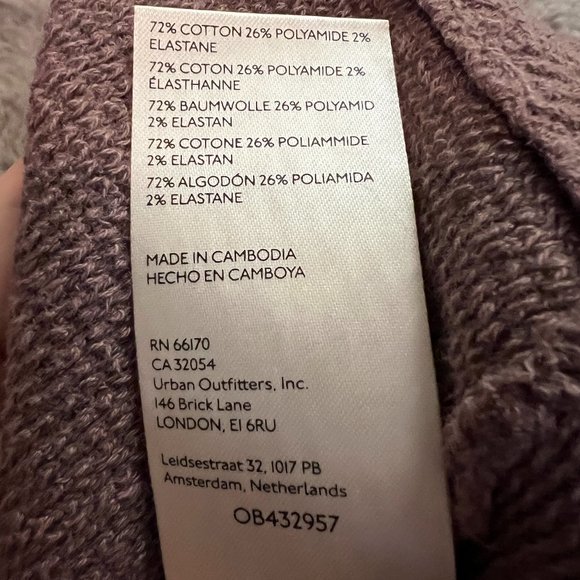 72% COTTON 26% POLYAMIDE 2%
ELASTANE
72% COTON 26% POLYAMIDE 2%
ÉLASTHANNE
72% BAUMWOLLE 26% POLYAMID
2% ELASTAN
72% COTONE 26% POLIAMMIDE
2% ELASTAN
72% ALGODÓN 26% POLIAMIDA
2% ELASTANE
MADE IN CAMBODIA
HECHO EN CAMBOYA
RN 66170
CA 32054
Urban Outfitters, Inc.
146 Brick Lane
LONDON, E1 6RU
Leidsestraat 32, 1017 PB
Amsterdam, Netherlands
OB432957